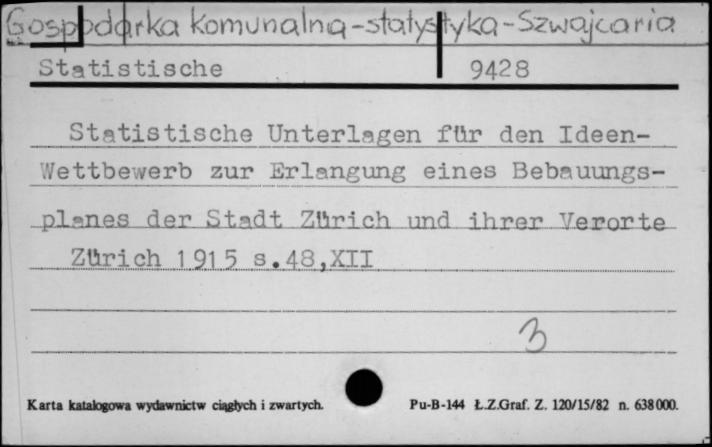 Gospodarka komunalna-statystyka-Szwajcaria
Statistische 9428
Statistische Unterlagen für den Ideen-
Wettbewerb zur Erlangung eines Bebauungs-
planes der Stadt Zürich und ihrer Verorte
Zürich 1915 s.48,XII
3
Karta katalogowa wydawnictw ciągłych i zwartych. Pu-B-144 Ł.Z.Graf. Z. 120/15/82 n. 638000.